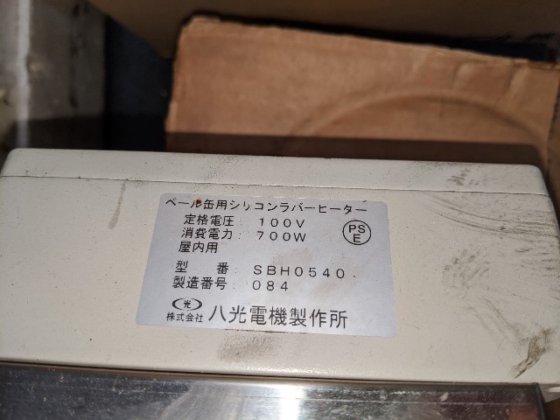 ペール缶用シリコンラバーヒーター
定格電圧: 100V
消費電力: 700W
屋内用
PS
E
型 番: SBH0540
製造番号: 084
光
株式会社 八光電機製作所